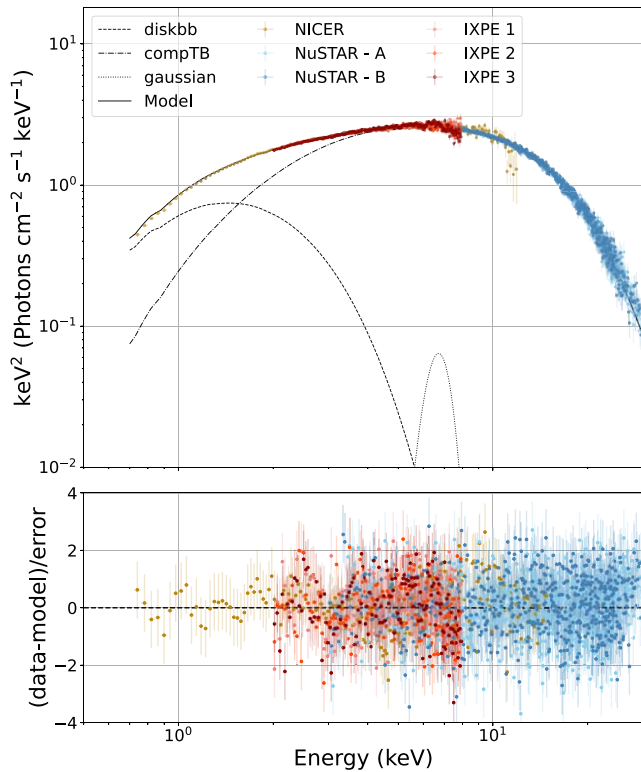 diskbb
compTB
gaussian
Model
NICER
NuSTAR - A
NuSTAR - B
IXPE 1
IXPE 2
IXPE 3
10¹
10⁰
10⁻¹
10⁻²
keV² (Photons cm⁻² s⁻¹ keV⁻¹)
4
2
0
−2
−4
(data-model)/error
10⁰
10¹
Energy (keV)